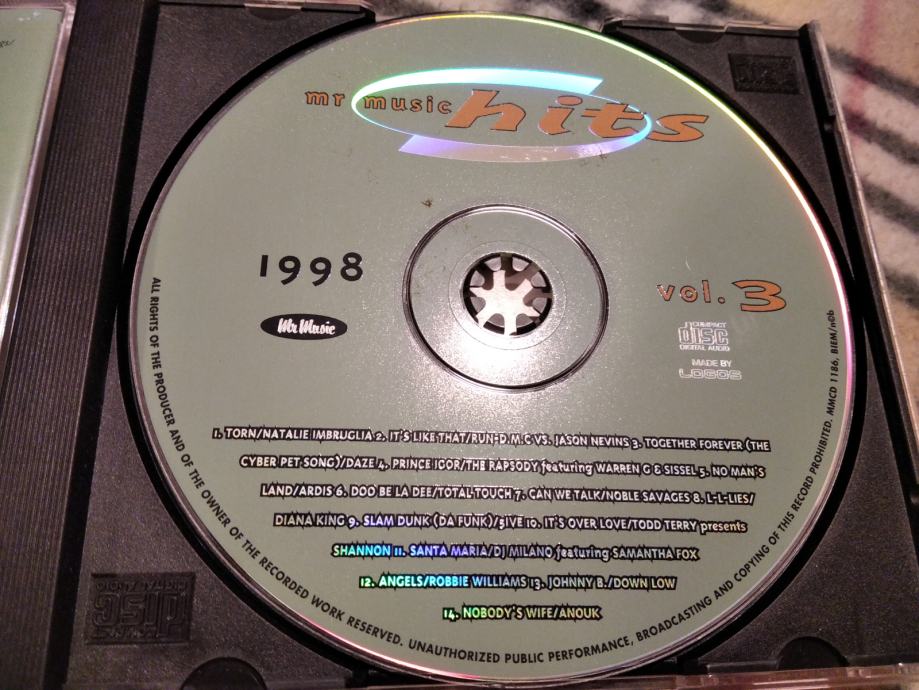 mr music hits
1998
vol. 3
Mr Music
COMPACT
disc
DIGITAL AUDIO
MADE BY
LOGOS
1. TORN/NATALIE IMBRUGLIA 2. IT'S LIKE THAT/RUN-D.M.C VS. JASON NEVINS 3. TOGETHER FOREVER (THE
CYBER PET SONG)/DAZE 4. PRINCE IGOR/THE RAPSODY featuring WARREN G & SISSEL 5. NO MAN'S
LAND/ARDIS 6. DOO BE LA DEE/TOTAL TOUCH 7. CAN WE TALK/NOBLE SAVAGES 8. L-L-LIES/
DIANA KING 9. SLAM DUNK (DA FUNK)/5IVE 10. IT'S OVER LOVE/TODD TERRY presents
SHANNON 11. SANTA MARIA/DJ MILANO featuring SAMANTHA FOX
12. ANGELS/ROBBIE WILLIAMS 13. JOHNNY B./DOWN LOW
14. NOBODY'S WIFE/ANOUK
ALL RIGHTS OF THE PRODUCER AND OF THE OWNER OF THE RECORDED WORK RESERVED. UNAUTHORIZED PUBLIC PERFORMANCE, BROADCASTING AND COPYING OF THIS RECORD PROHIBITED. MMCD 1186, BIEM/n©b
disc